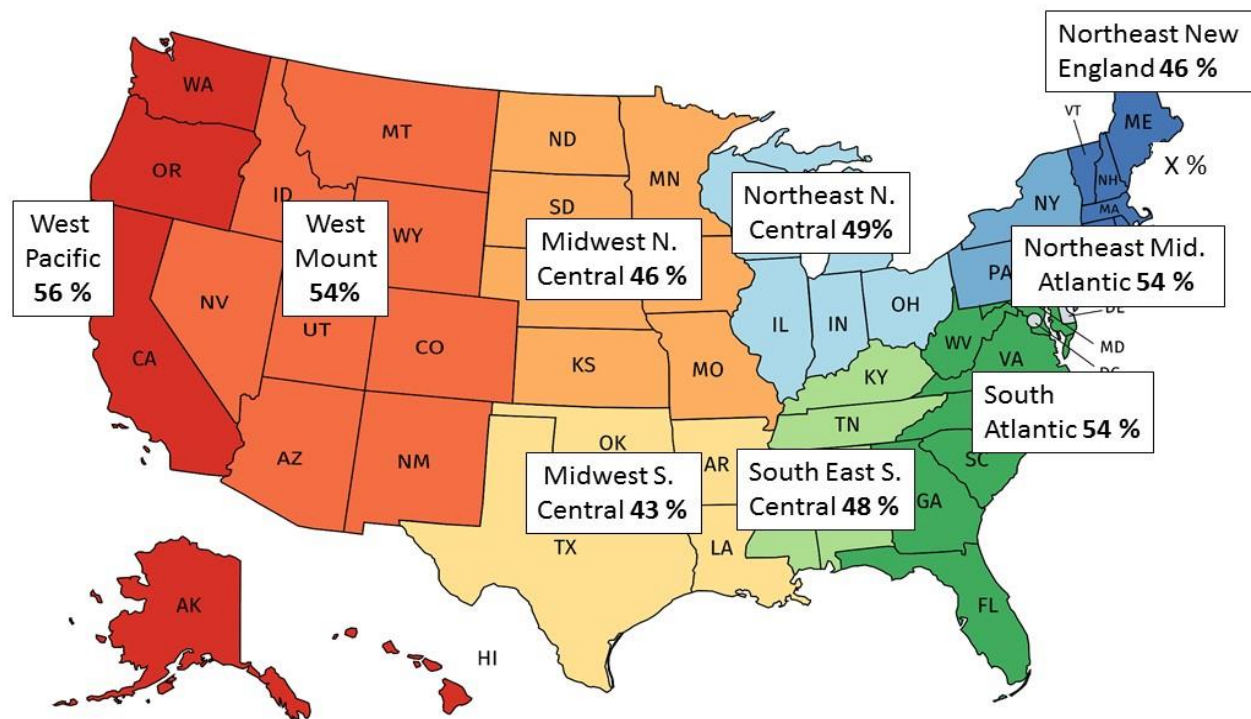 Northeast New
England 46 %
WA
MT
ND
MN
VT
ME
OR
ID
SD
NH
X %
West
Pacific
56 %
West
Mount
54%
WY
Midwest N.
Central 46 %
Northeast N.
Central 49%
NY
MA
Northeast Mid.
Atlantic 54 %
NV
UT
CO
IL
IN
OH
PA
DE
CA
KS
MO
WV
VA
MD
DC
KY
South
Atlantic 54 %
TN
AZ
NM
OK
AR
SC
Midwest S.
Central 43 %
South East S.
Central 48 %
GA
TX
LA
AK
FL
HI